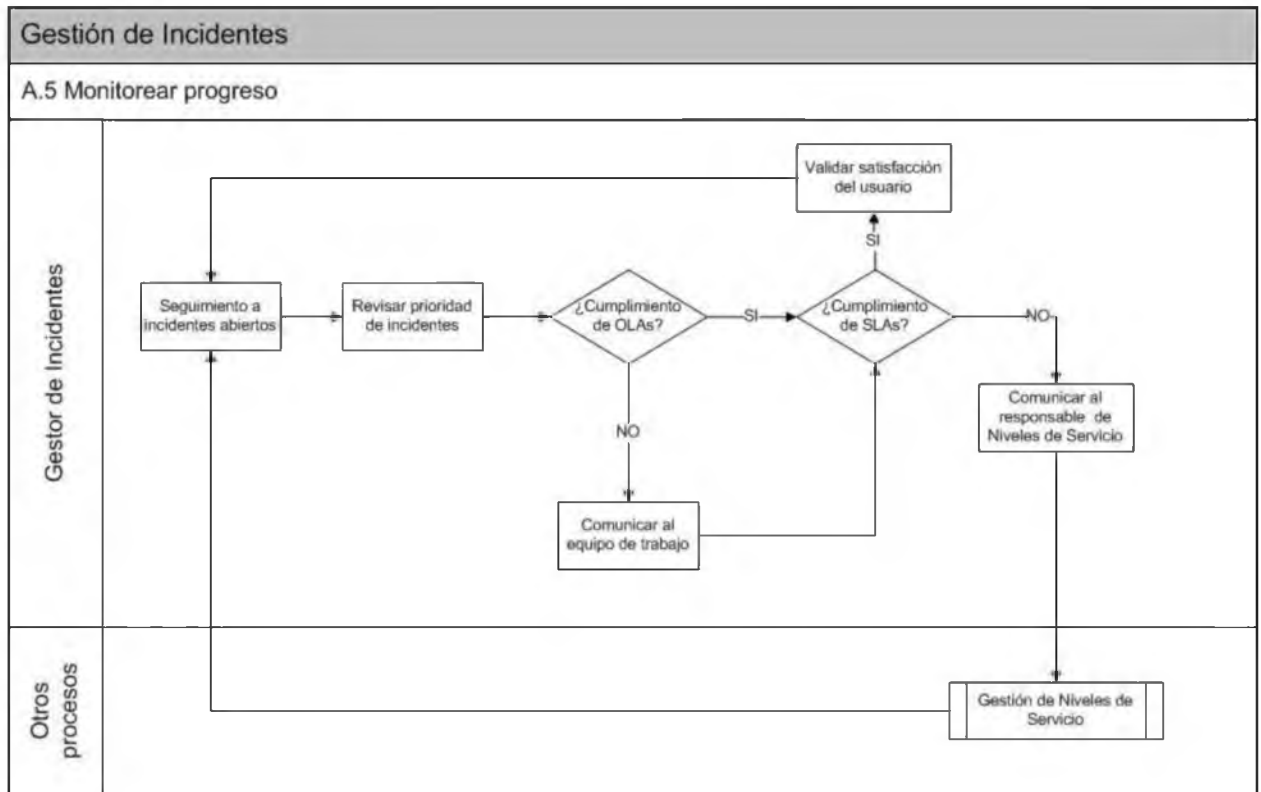 Gestión de Incidentes
A.5 Monitorear progreso
Gestor de Incidentes
Validar satisfacción
del usuario
SI
Seguimiento a
incidentes abiertos
Revisar prioridad
de incidentes
¿Cumplimiento
de OLAs?
SI
¿Cumplimiento
de SLAs?
NO
Comunicar al
responsable de
Niveles de Servicio
NO
Comunicar al
equipo de trabajo
Otros
procesos
Gestión de Niveles de
Servicio